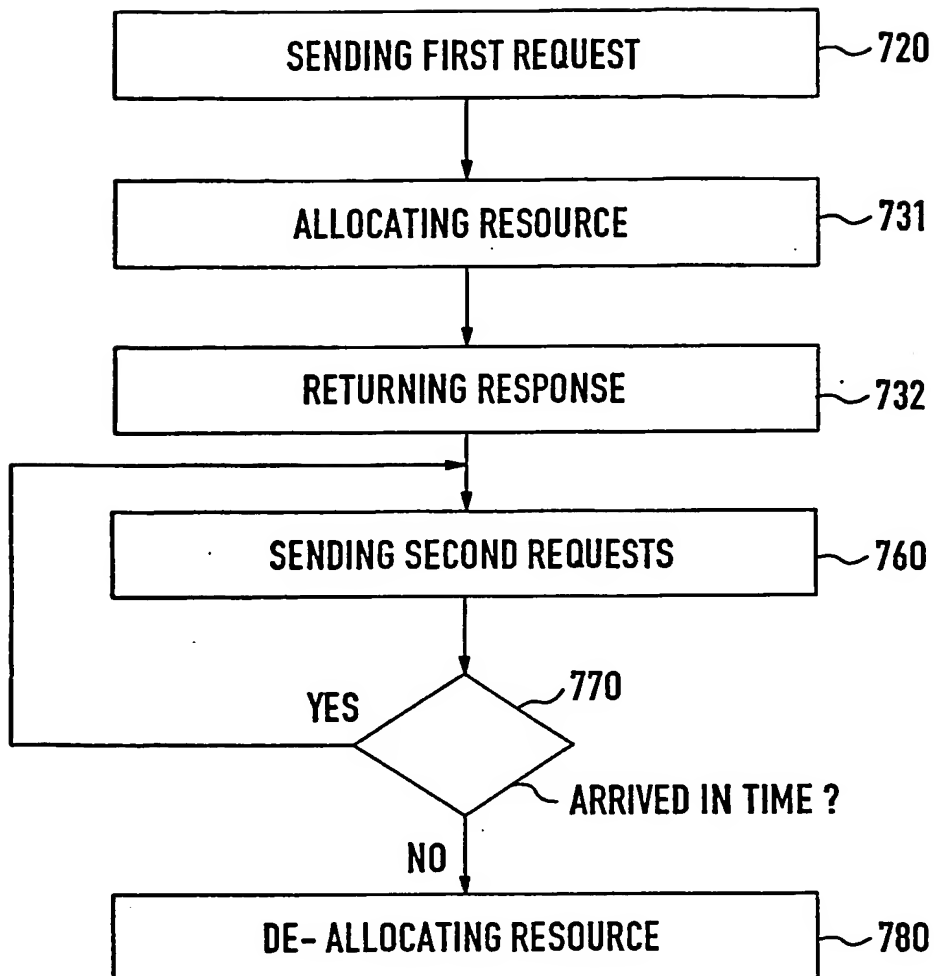 SENDING FIRST REQUEST
720
ALLOCATING RESOURCE
731
RETURNING RESPONSE
732
SENDING SECOND REQUESTS
760
770
YES
ARRIVED IN TIME ?
NO
DE- ALLOCATING RESOURCE
780